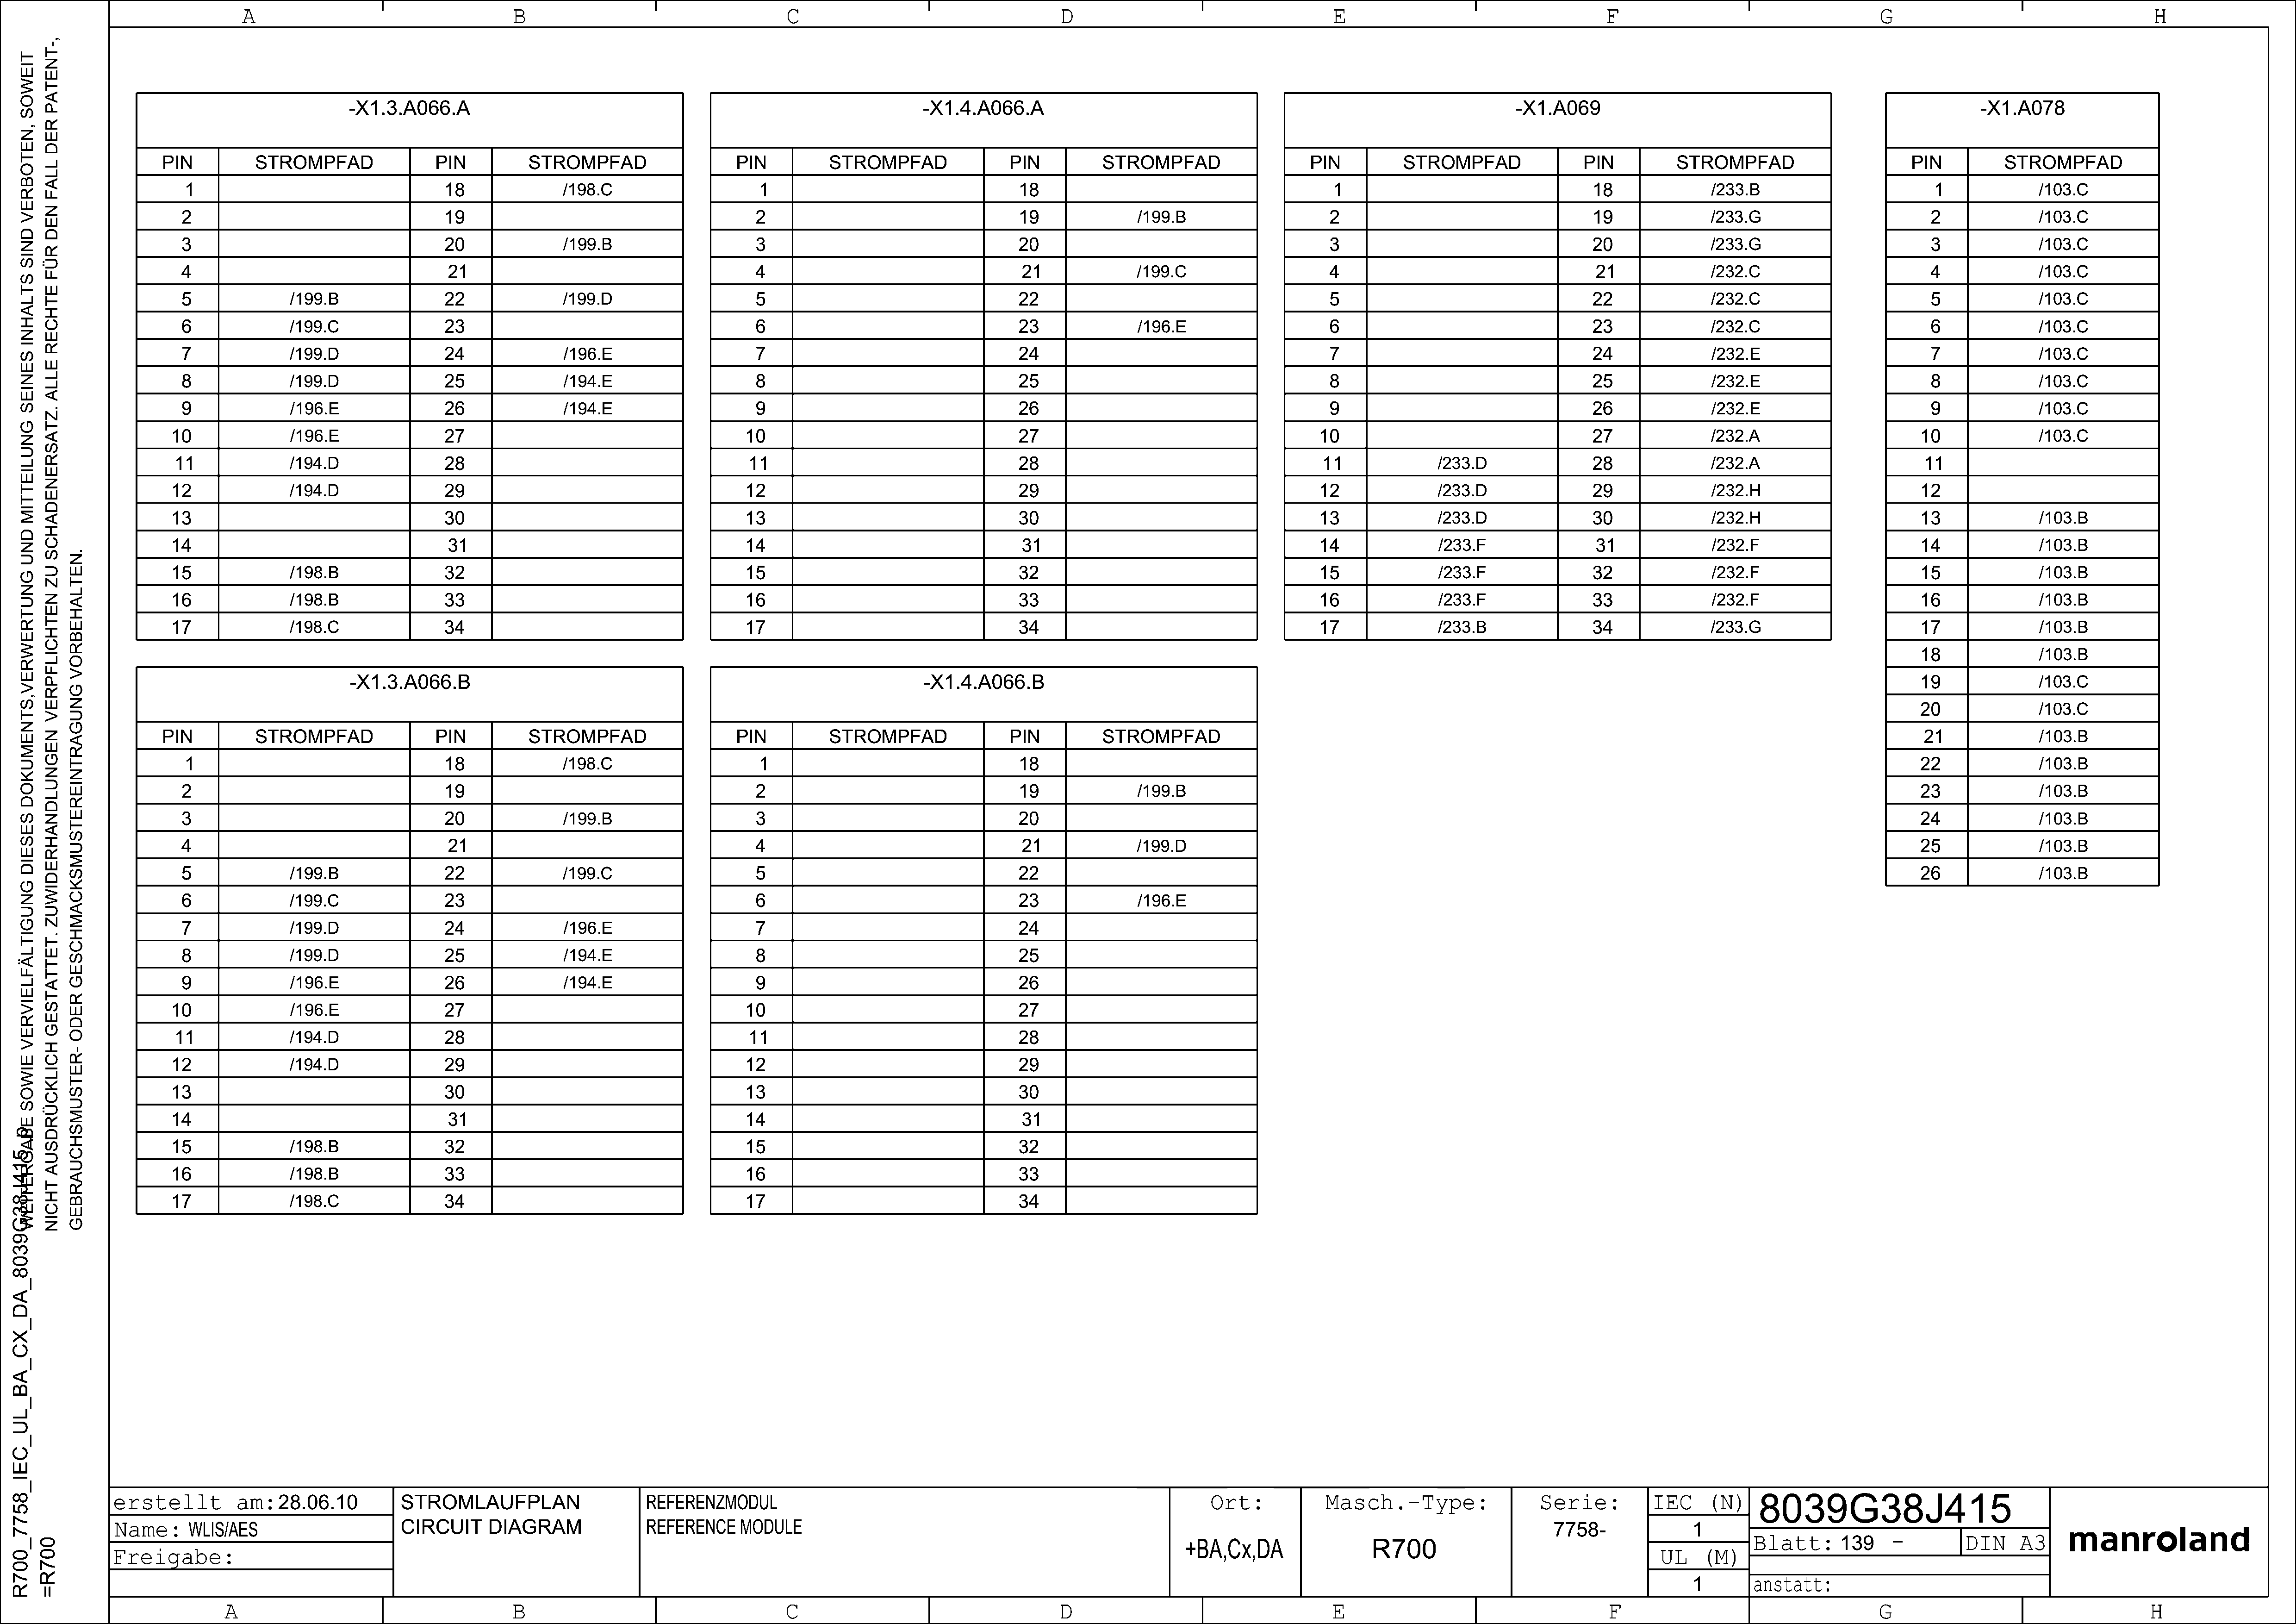 A B C D E F G H
-X1.3.A066.A
PIN STROMPFAD PIN STROMPFAD
1 18 /198.C
2 19
3 20 /199.B
4 21
5 /199.B 22 /199.D
6 /199.C 23
7 /199.D 24 /196.E
8 /199.D 25 /194.E
9 /196.E 26 /194.E
10 /196.E 27
11 /194.D 28
12 /194.D 29
13 30
14 31
15 /198.B 32
16 /198.B 33
17 /198.C 34
-X1.4.A066.A
PIN STROMPFAD PIN STROMPFAD
1 18
2 19 /199.B
3 20
4 21 /199.C
5 22
6 23 /196.E
7 24
8 25
9 26
10 27
11 28
12 29
13 30
14 31
15 32
16 33
17 34
-X1.A069
PIN STROMPFAD PIN STROMPFAD
1 18 /233.B
2 19 /233.G
3 20 /233.G
4 21 /232.C
5 22 /232.C
6 23 /232.C
7 24 /232.E
8 25 /232.E
9 26 /232.E
10 27 /232.A
11 /233.D 28 /232.A
12 /233.D 29 /232.H
13 /233.D 30 /232.H
14 /233.F 31 /232.F
15 /233.F 32 /232.F
16 /233.F 33 /232.F
17 /233.B 34 /233.G
-X1.A078
PIN STROMPFAD
1 /103.C
2 /103.C
3 /103.C
4 /103.C
5 /103.C
6 /103.C
7 /103.C
8 /103.C
9 /103.C
10 /103.C
11
12
13 /103.B
14 /103.B
15 /103.B
16 /103.B
17 /103.B
18 /103.B
19 /103.C
20 /103.C
21 /103.B
22 /103.B
23 /103.B
24 /103.B
25 /103.B
26 /103.B
-X1.3.A066.B
PIN STROMPFAD PIN STROMPFAD
1 18 /198.C
2 19
3 20 /199.B
4 21
5 /199.B 22 /199.C
6 /199.C 23
7 /199.D 24 /196.E
8 /199.D 25 /194.E
9 /196.E 26 /194.E
10 /196.E 27
11 /194.D 28
12 /194.D 29
13 30
14 31
15 /198.B 32
16 /198.B 33
17 /198.C 34
-X1.4.A066.B
PIN STROMPFAD PIN STROMPFAD
1 18
2 19 /199.B
3 20
4 21 /199.D
5 22
6 23 /196.E
7 24
8 25
9 26
10 27
11 28
12 29
13 30
14 31
15 32
16 33
17 34
WEITERGABE SOWIE VERVIELFÄLTIGUNG DIESES DOKUMENTS,VERWERTUNG UND MITTEILUNG SEINES INHALTS SIND VERBOTEN, SOWEIT
NICHT AUSDRÜCKLICH GESTATTET. ZUWIDERHANDLUNGEN VERPFLICHTEN ZU SCHADENERSATZ. ALLE RECHTE FÜR DEN FALL DER PATENT-,
GEBRAUCHSMUSTER- ODER GESCHMACKSMUSTEREINTRAGUNG VORBEHALTEN.
=R700
erstellt am: 28.06.10
Name: WLIS/AES
Freigabe:
STROMLAUFPLAN
CIRCUIT DIAGRAM
REFERENZMODUL
REFERENCE MODULE
Ort:
+BA,Cx,DA
Masch.-Type:
R700
Serie:
7758-
IEC (N)
1
UL (M)
1
8039G38J415
Blatt: 139 - DIN A3
anstatt:
manroland
A B C D E F G H